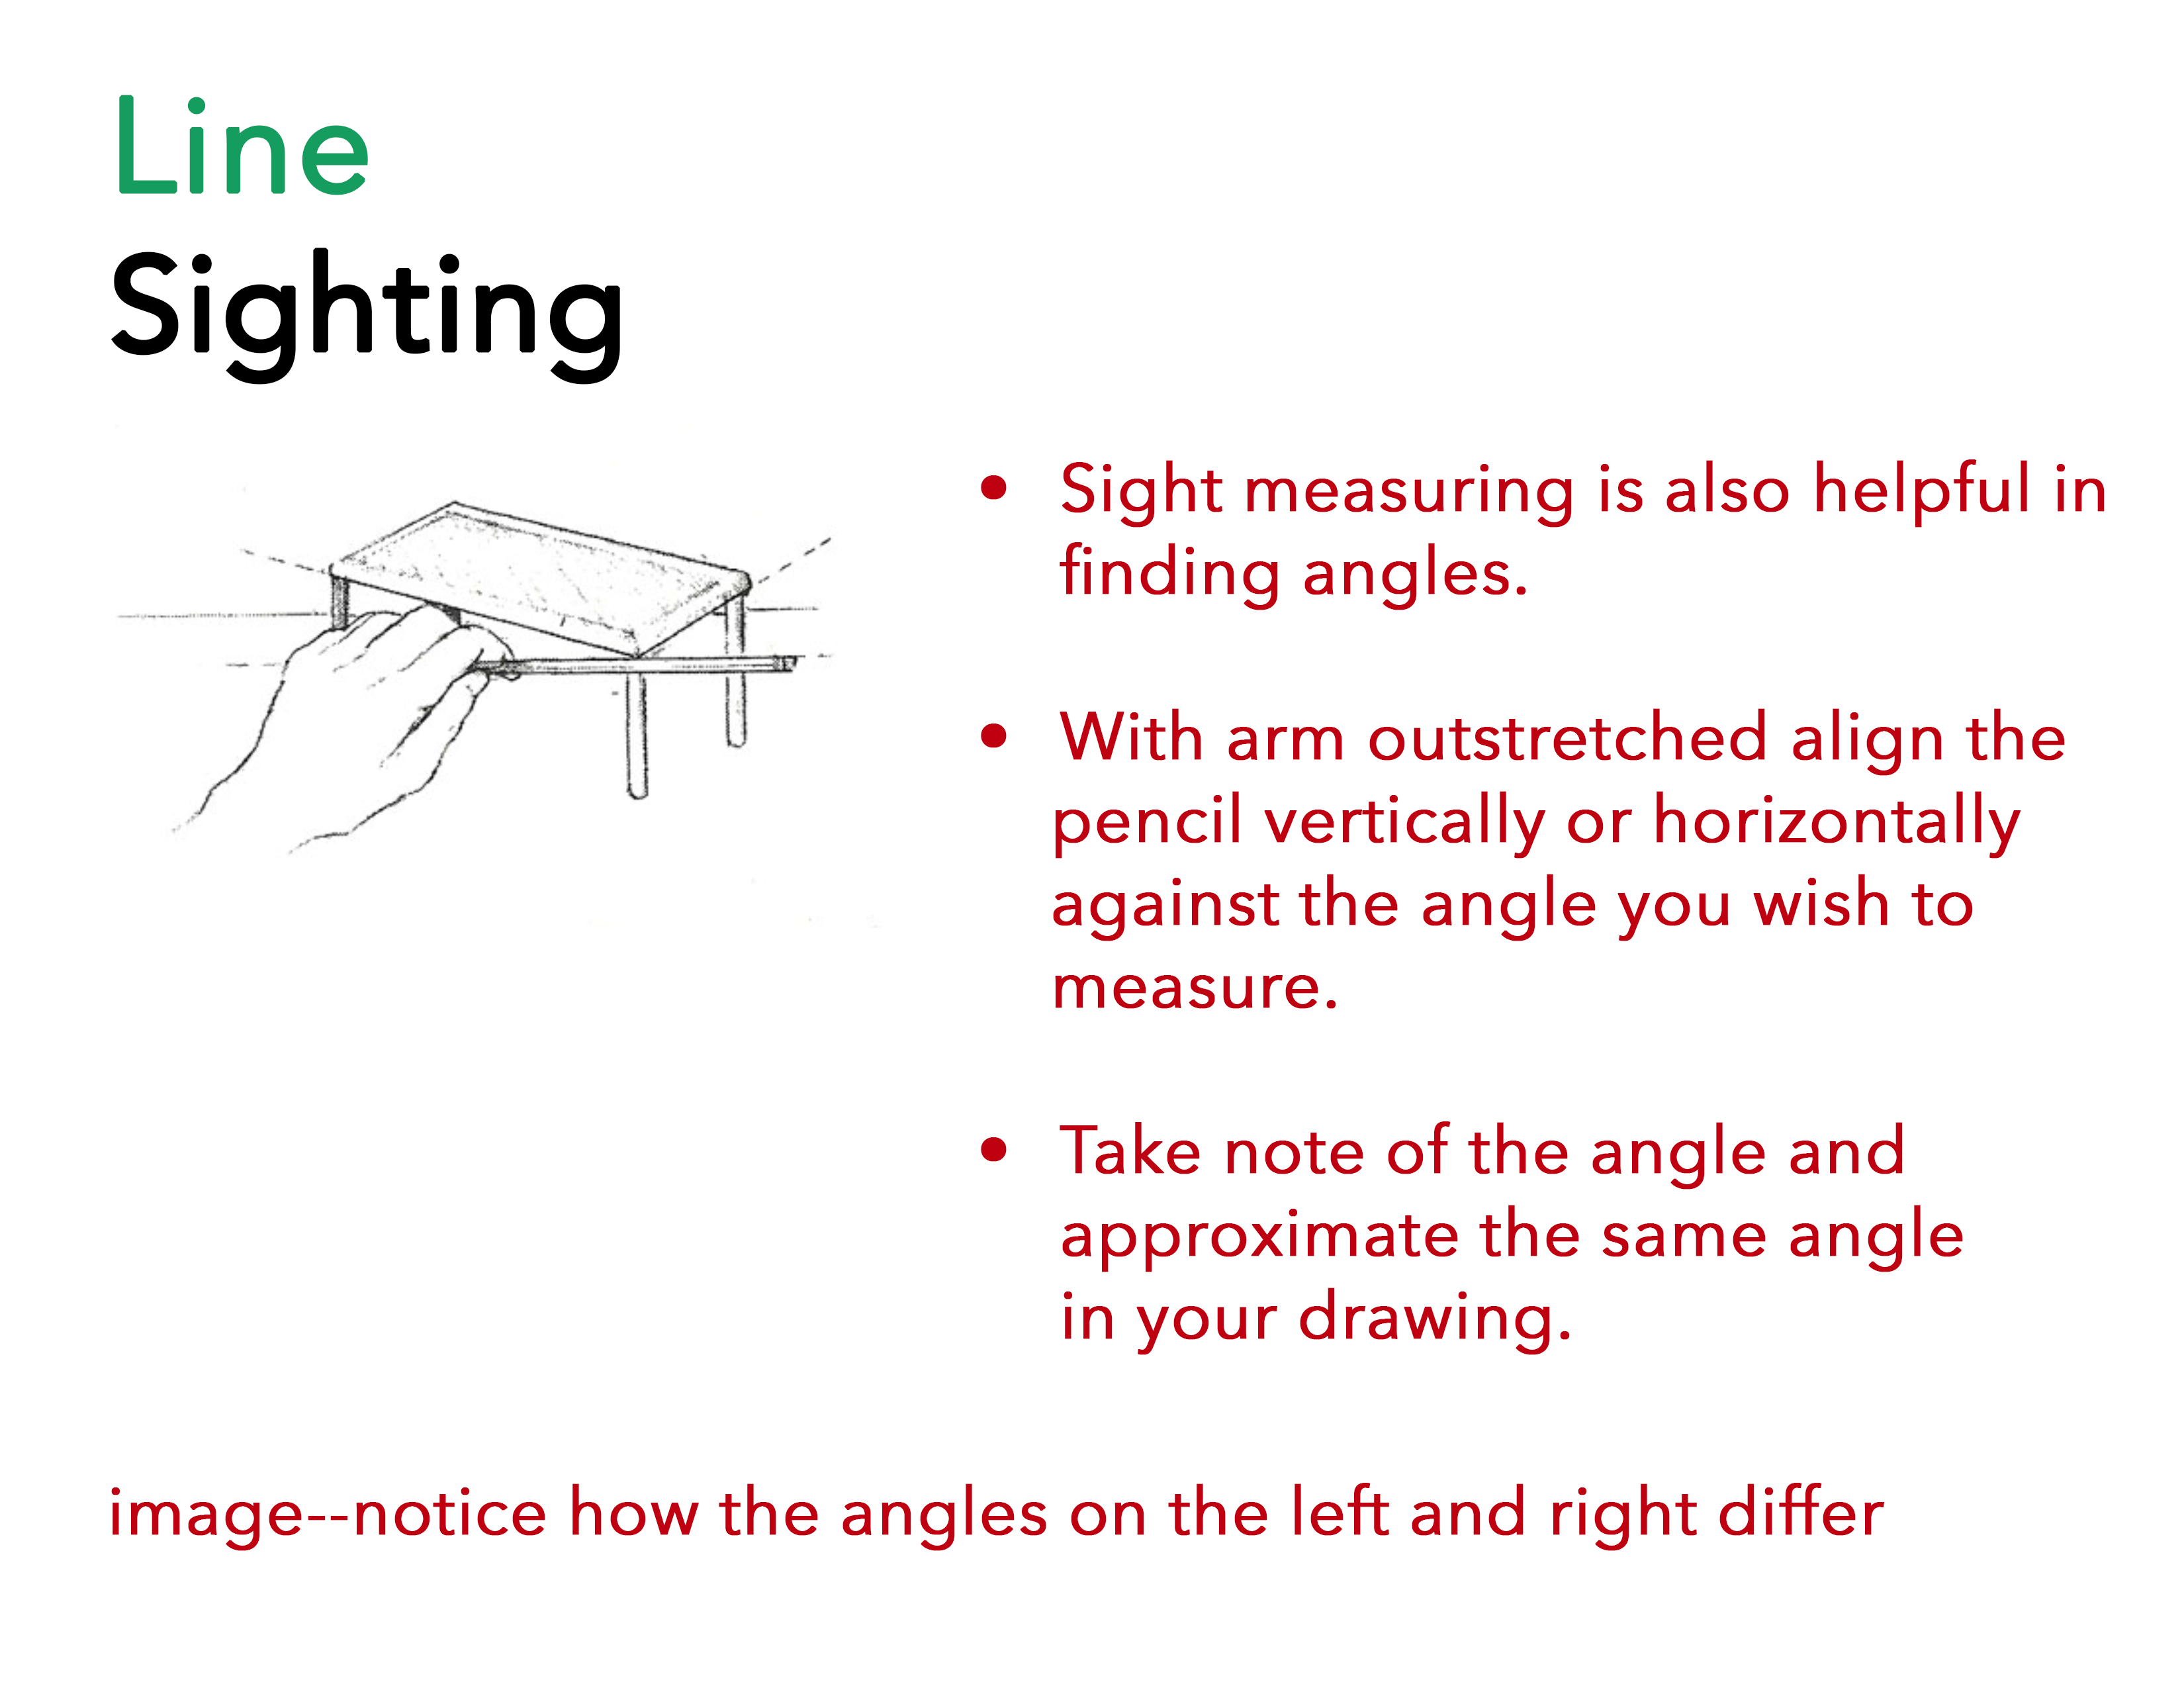 Line
Sighting
• Sight measuring is also helpful in
finding angles.
• With arm outstretched align the
pencil vertically or horizontally
against the angle you wish to
measure.
• Take note of the angle and
approximate the same angle
in your drawing.
image--notice how the angles on the left and right differ